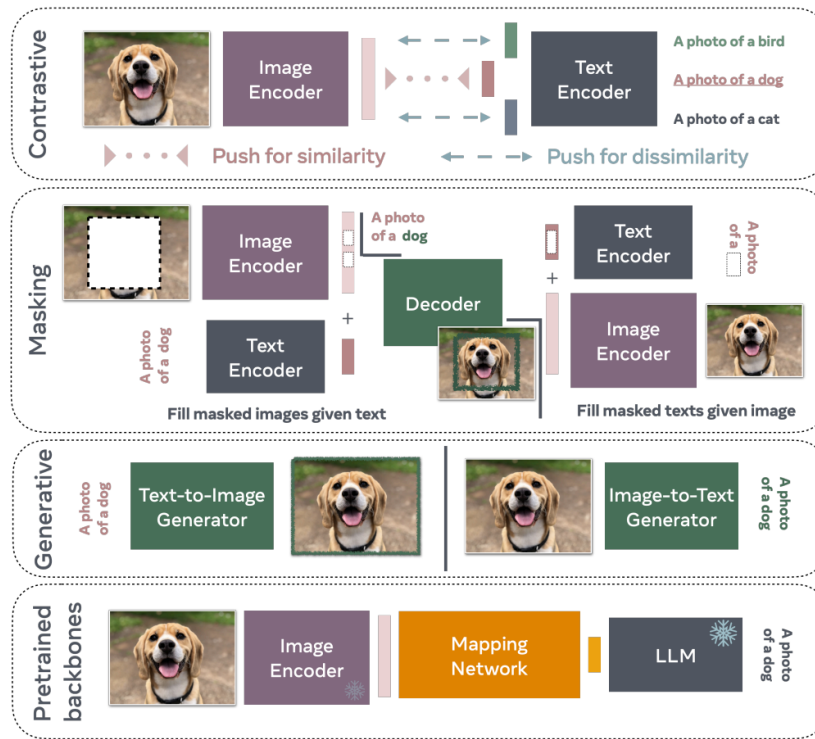 Contrastive
Image
Encoder
Text
Encoder
A photo of a bird
A photo of a dog
A photo of a cat
Push for similarity
Push for dissimilarity
Masking
Image
Encoder
A photo
of a dog
Decoder
Text
Encoder
A photo
of a
A photo
of a dog
Text
Encoder
+
+
Image
Encoder
Fill masked images given text
Fill masked texts given image
Generative
A photo
of a dog
Text-to-Image
Generator
Image-to-Text
Generator
A photo
of a dog
Pretrained
backbones
Image
Encoder
Mapping
Network
LLM
A photo
of a dog